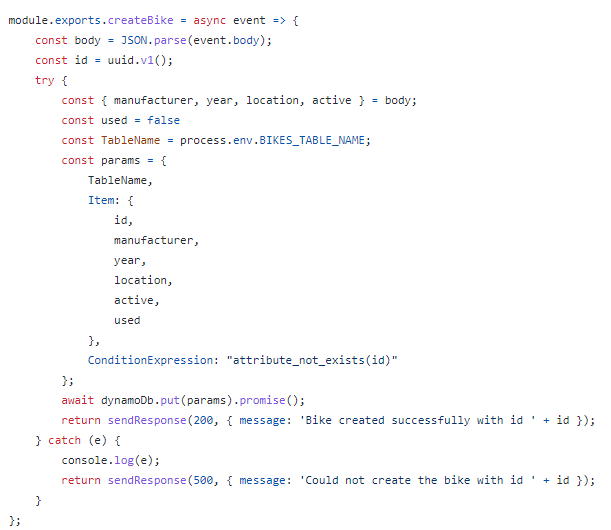 module.exports.createBike = async event => {
    const body = JSON.parse(event.body);
    const id = uuid.v1();
    try {
        const { manufacturer, year, location, active } = body;
        const used = false
        const TableName = process.env.BIKES_TABLE_NAME;
        const params = {
            TableName,
            Item: {
                id,
                manufacturer,
                year,
                location,
                active,
                used
            },
            ConditionExpression: "attribute_not_exists(id)"
        };
        await dynamoDb.put(params).promise();
        return sendResponse(200, { message: 'Bike created successfully with id ' + id });
    } catch (e) {
        console.log(e);
        return sendResponse(500, { message: 'Could not create the bike with id ' + id });
    }
};